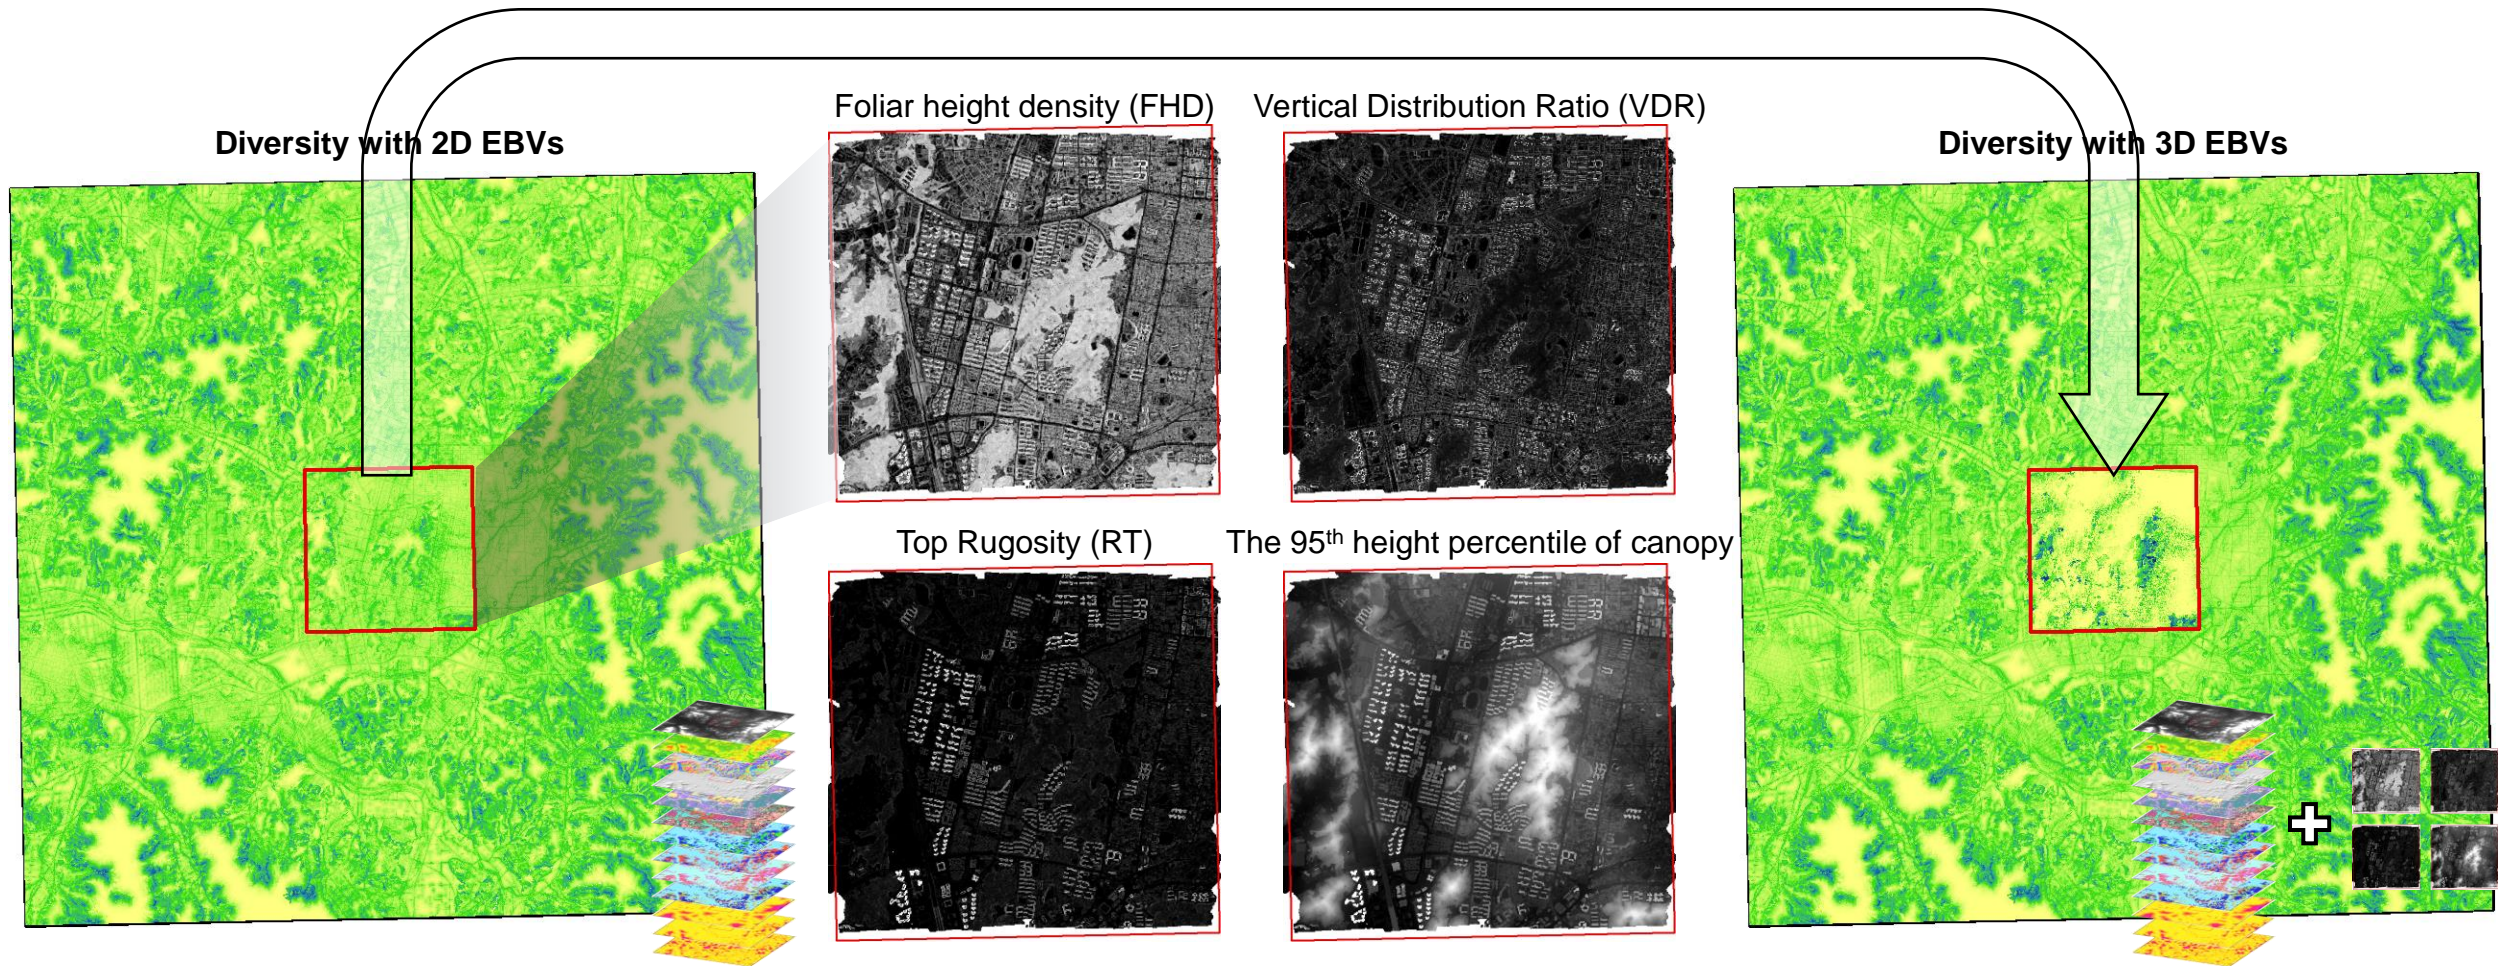 Foliar height density (FHD)
Vertical Distribution Ratio (VDR)
Diversity with 2D EBVs
Diversity with 3D EBVs
Top Rugosity (RT)
The 95th height percentile of canopy